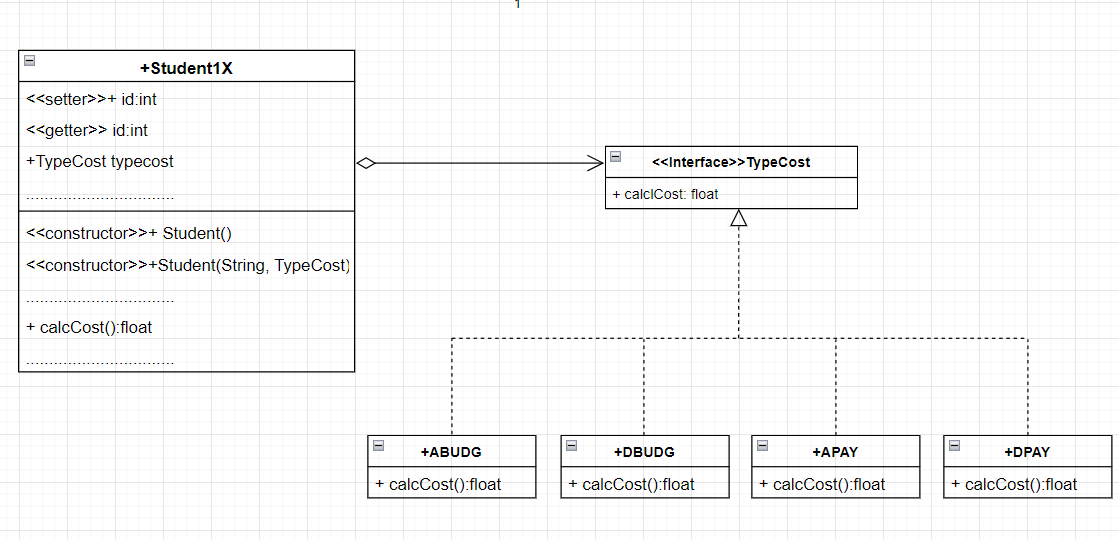 1
+Student1X
<<setter>>+ id:int
<<getter>> id:int
+TypeCost typecost
................................
<<constructor>>+ Student()
<<constructor>>+Student(String, TypeCost)
................................
+ calcCost():float
................................
<<Interface>>TypeCost
+ calclCost: float
+ABUDG
+ calcCost():float
+DBUDG
+ calcCost():float
+APAY
+ calcCost():float
+DPAY
+ calcCost():float